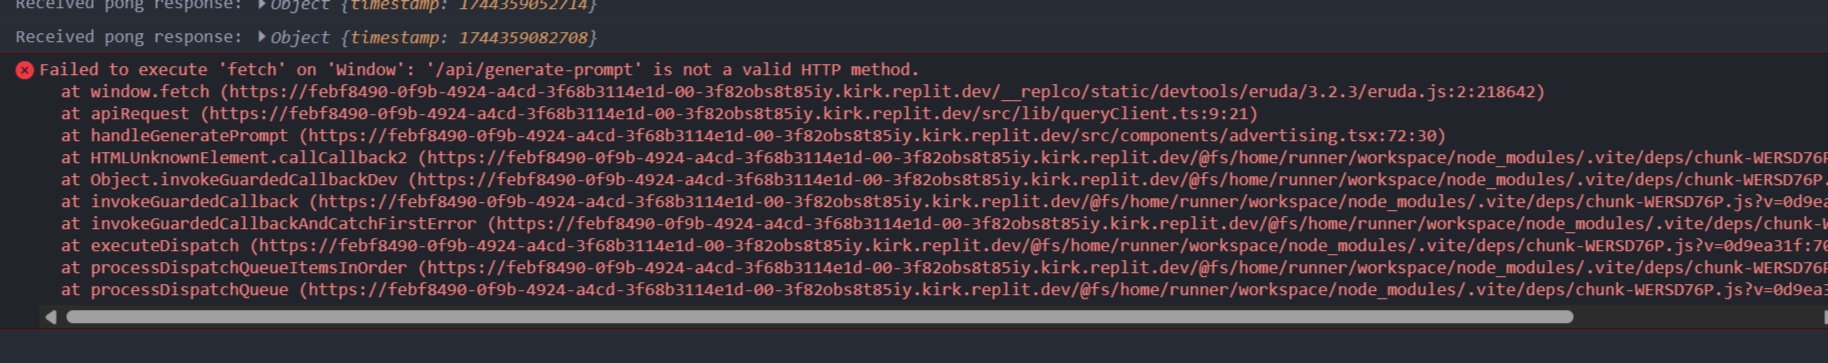 Received pong response: ▶Object {timestamp: 1744359052714}
Received pong response: ▶Object {timestamp: 1744359082708}
Failed to execute 'fetch' on 'Window': '/api/generate-prompt' is not a valid HTTP method.
at window.fetch (https://febf8490-0f9b-4924-a4cd-3f68b3114e1d-00-3f82obs8t85iy.kirk.replit.dev/__replco/static/devtools/eruda/3.2.3/eruda.js:2:218642)
at apiRequest (https://febf8490-0f9b-4924-a4cd-3f68b3114e1d-00-3f82obs8t85iy.kirk.replit.dev/src/lib/queryClient.ts:9:21)
at handleGeneratePrompt (https://febf8490-0f9b-4924-a4cd-3f68b3114e1d-00-3f82obs8t85iy.kirk.replit.dev/src/components/advertising.tsx:72:30)
at HTMLUnknownElement.callCallback2 (https://febf8490-0f9b-4924-a4cd-3f68b3114e1d-00-3f82obs8t85iy.kirk.replit.dev/@fs/home/runner/workspace/node_modules/.vite/deps/chunk-WERSD76P
at Object.invokeGuardedCallbackDev (https://febf8490-0f9b-4924-a4cd-3f68b3114e1d-00-3f82obs8t85iy.kirk.replit.dev/@fs/home/runner/workspace/node_modules/.vite/deps/chunk-WERSD76P.
at invokeGuardedCallback (https://febf8490-0f9b-4924-a4cd-3f68b3114e1d-00-3f82obs8t85iy.kirk.replit.dev/@fs/home/runner/workspace/node_modules/.vite/deps/chunk-WERSD76P.js?v=0d9ea
at invokeGuardedCallbackAndCatchFirstError (https://febf8490-0f9b-4924-a4cd-3f68b3114e1d-00-3f82obs8t85iy.kirk.replit.dev/@fs/home/runner/workspace/node_modules/.vite/deps/chunk-W
at executeDispatch (https://febf8490-0f9b-4924-a4cd-3f68b3114e1d-00-3f82obs8t85iy.kirk.replit.dev/@fs/home/runner/workspace/node_modules/.vite/deps/chunk-WERSD76P.js?v=0d9ea31f:70
at processDispatchQueueItemsInOrder (https://febf8490-0f9b-4924-a4cd-3f68b3114e1d-00-3f82obs8t85iy.kirk.replit.dev/@fs/home/runner/workspace/node_modules/.vite/deps/chunk-WERSD76P
at processDispatchQueue (https://febf8490-0f9b-4924-a4cd-3f68b3114e1d-00-3f82obs8t85iy.kirk.replit.dev/@fs/home/runner/workspace/node_modules/.vite/deps/chunk-WERSD76P.js?v=0d9ea3